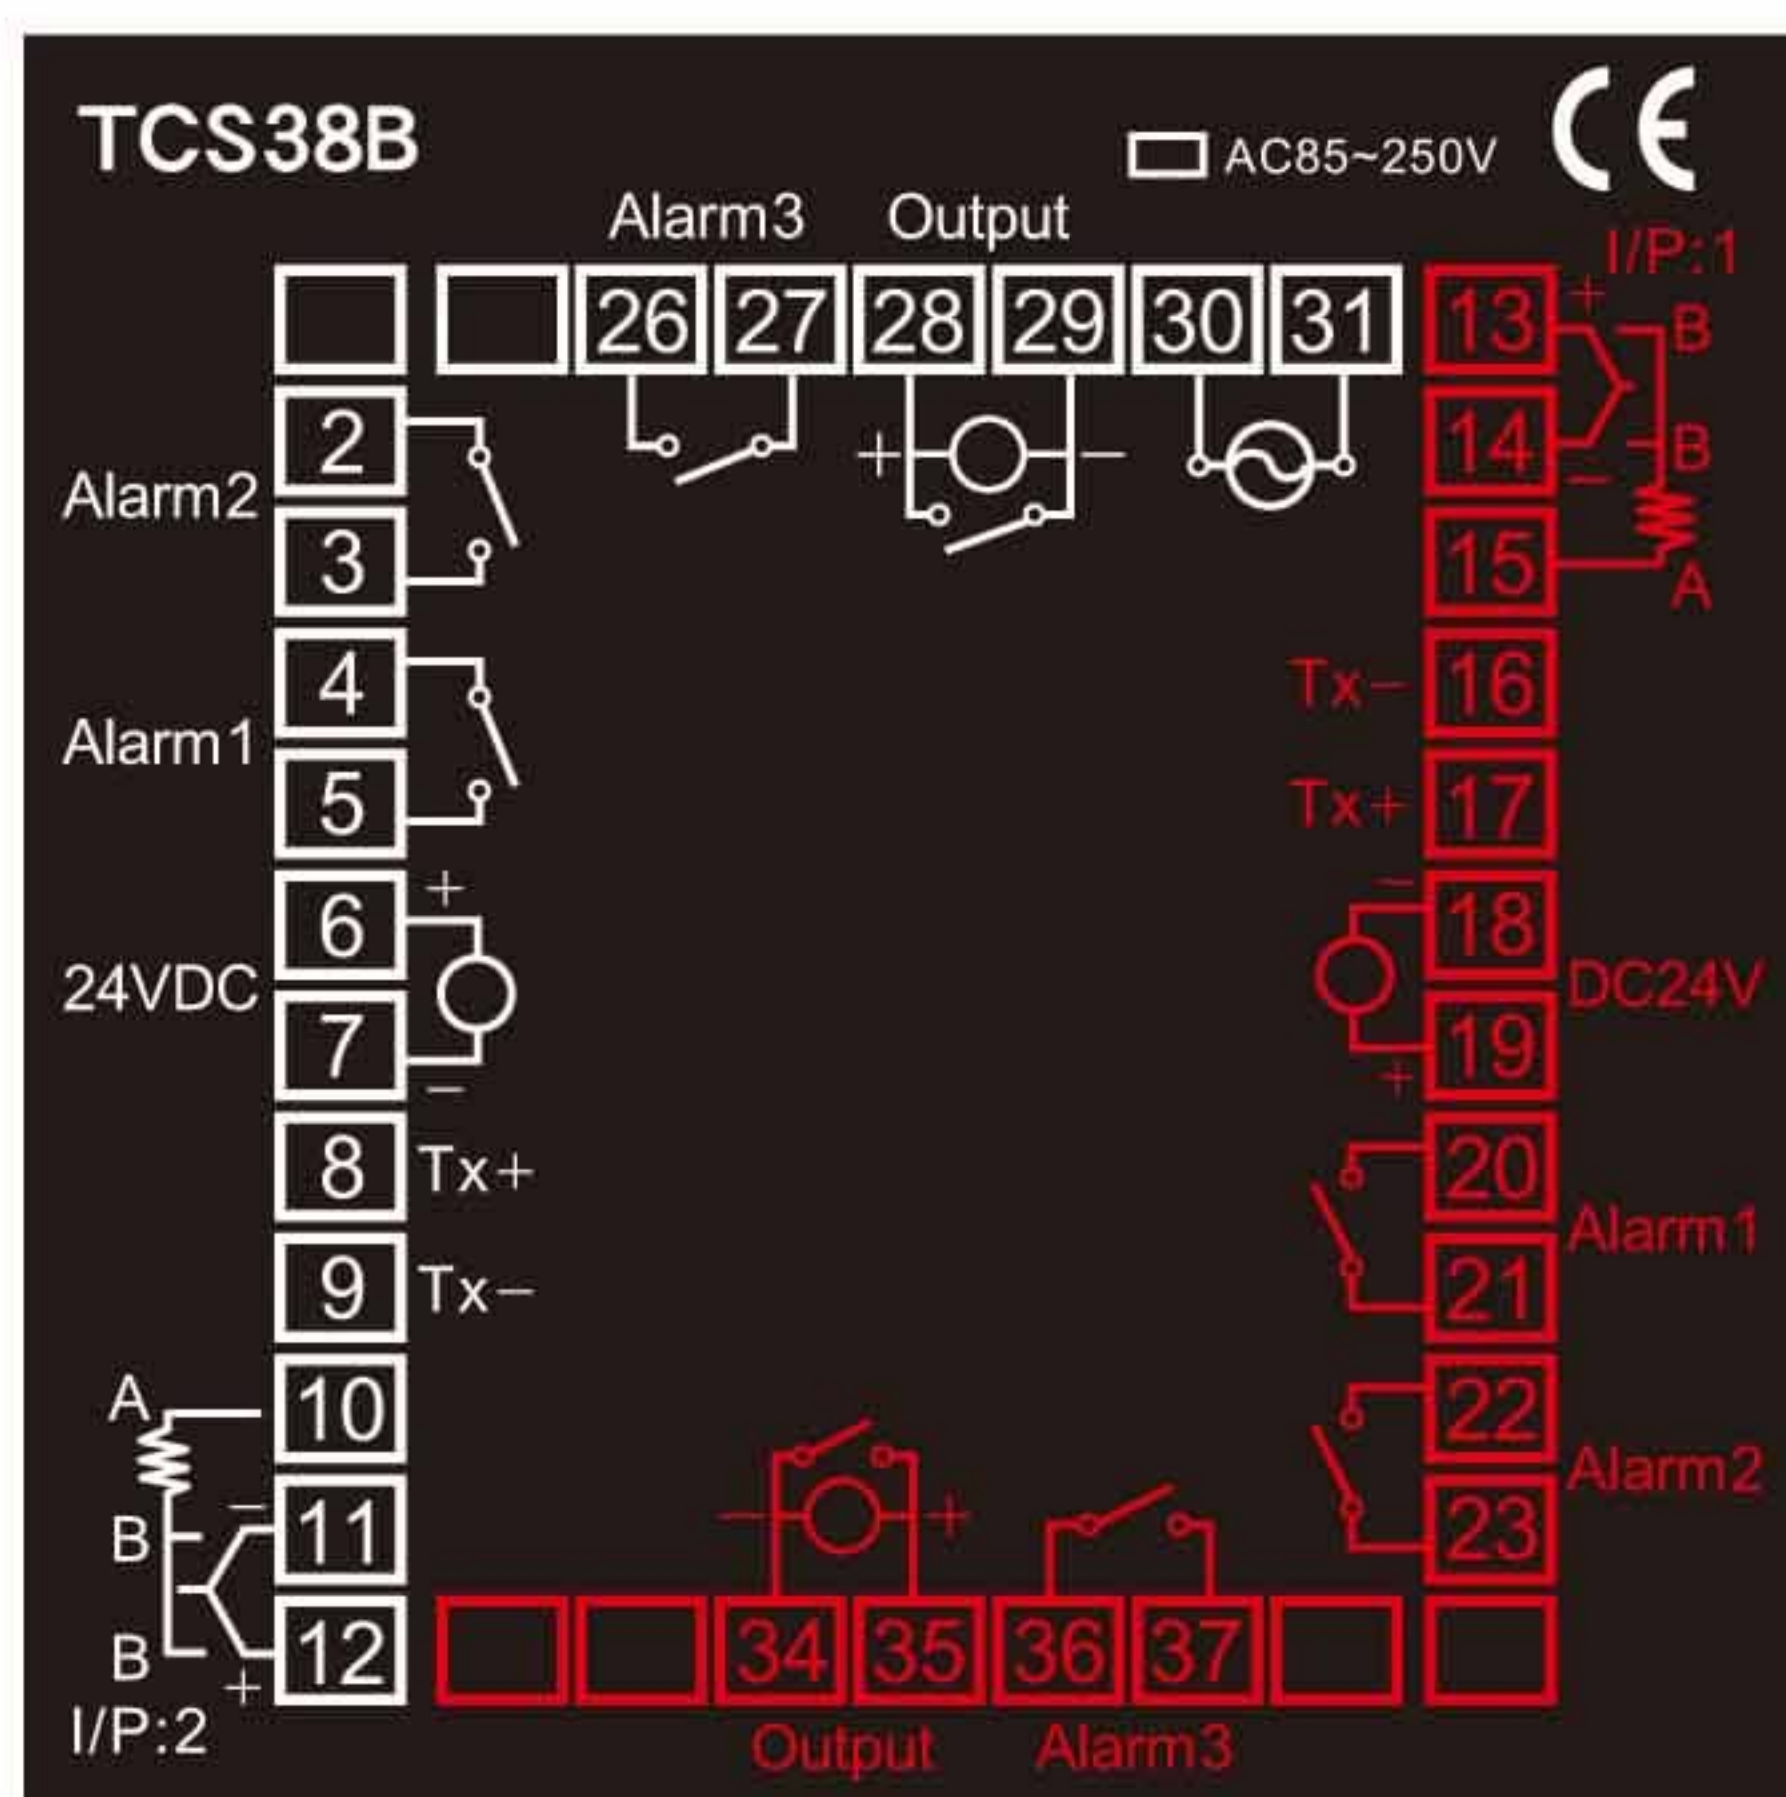 TCS38B
AC85~250V CE
Alarm3 Output
I/P:1
26 27 28 29 30 31 13 + B
2 + - 14 B
Alarm2 -
3 15 A
4 Tx- 16
Alarm1
5 Tx+ 17
+ -
6 18
24VDC DC24V
7 19
- +
8 Tx+ 20
Alarm1
9 Tx- 21
A 10 22
Alarm2
B - 11 - + 23
B + 12 34 35 36 37
I/P:2 Output Alarm3